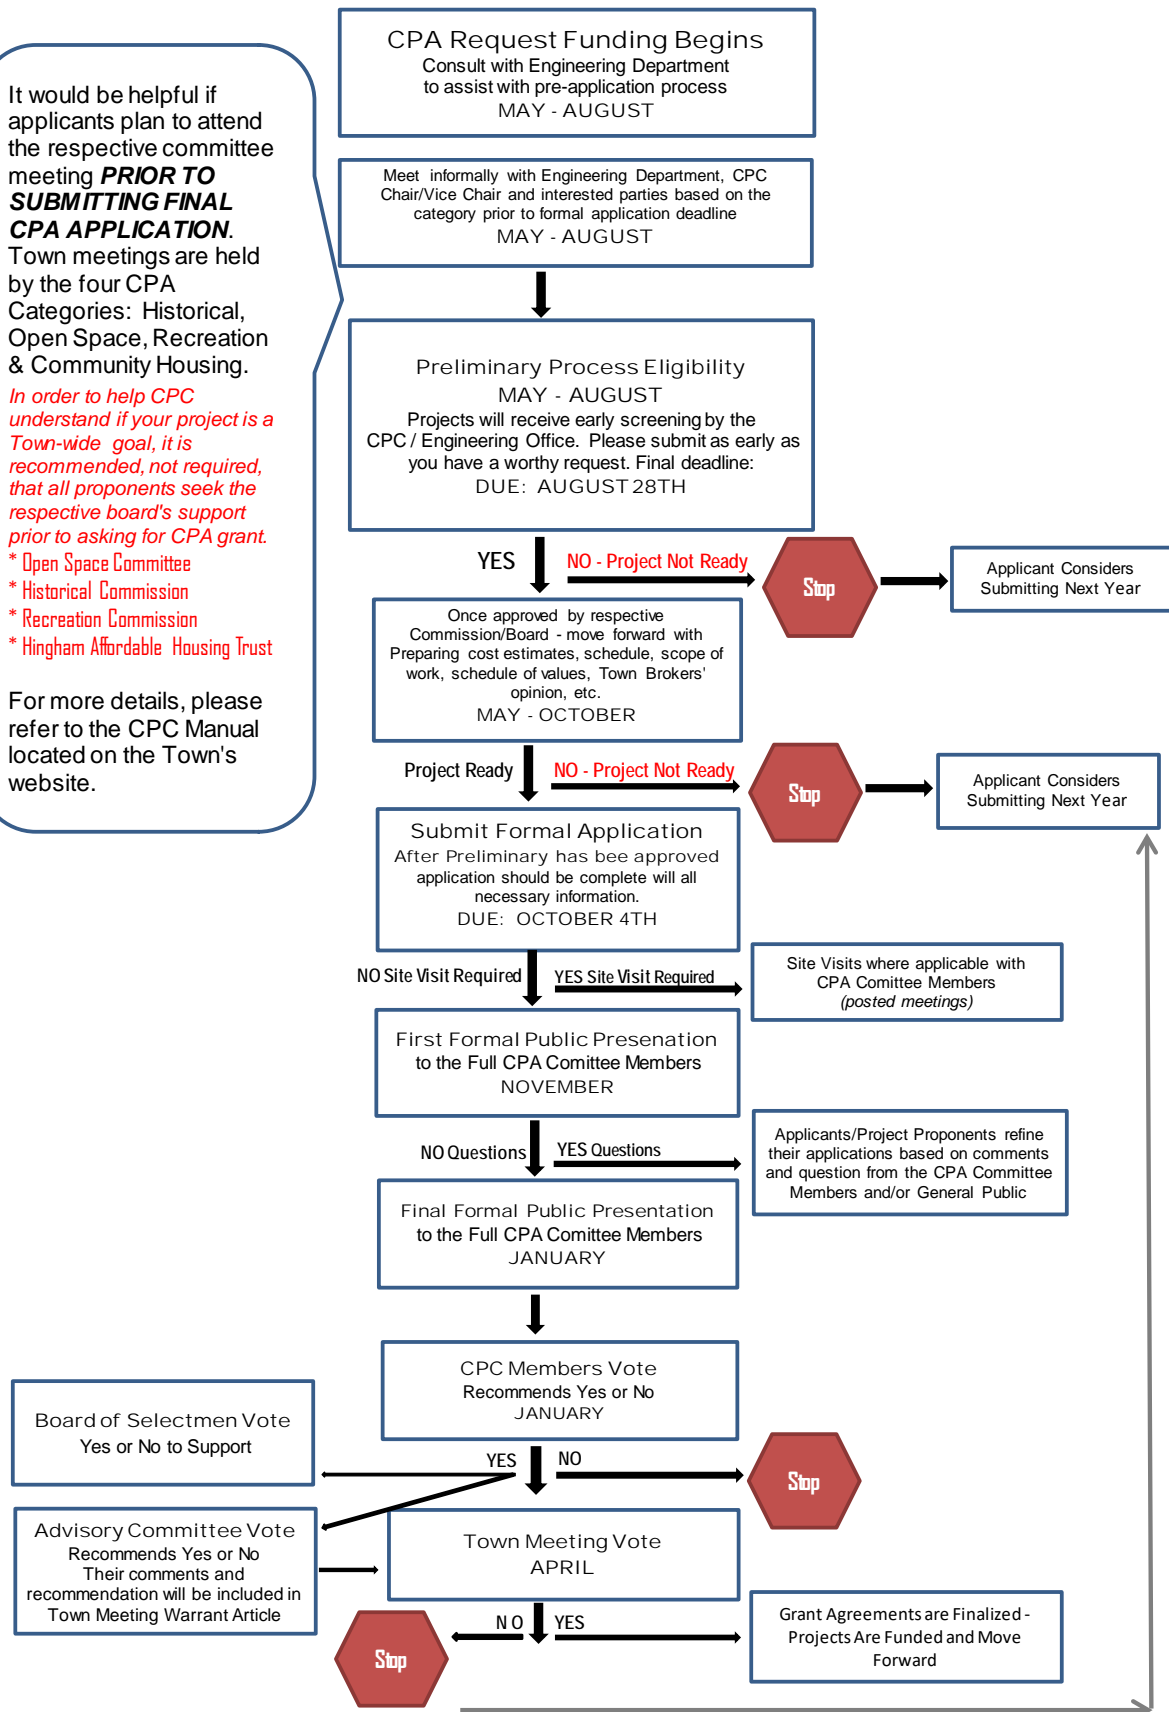 CPA Request Funding Begins
Consult with Engineering Department
to assist with pre-application process
MAY - AUGUST
It would be helpful if
applicants plan to attend
the respective committee
meeting PRIOR TO
SUBMITTING FINAL
CPA APPLICATION.
Town meetings are held
by the four CPA
Categories: Historical,
Open Space, Recreation
& Community Housing.
In order to help CPC
understand if your project is a
Town-wide goal, it is
recommended, not required,
that all proponents seek the
respective board's support
prior to asking for CPA grant.
* Open Space Committee
* Historical Commission
* Recreation Commission
* Hingham Affordable Housing Trust
For more details, please
refer to the CPC Manual
located on the Town's
website.
Meet informally with Engineering Department, CPC
Chair/Vice Chair and interested parties based on the
category prior to formal application deadline
MAY - AUGUST
Preliminary Process Eligibility
MAY - AUGUST
Projects will receive early screening by the
CPC / Engineering Office. Please submit as early as
you have a worthy request. Final deadline:
DUE: AUGUST 28TH
YES
NO - Project Not Ready
Stop
Applicant Considers
Submitting Next Year
Once approved by respective
Commission/Board - move forward with
Preparing cost estimates, schedule, scope of
work, schedule of values, Town Brokers'
opinion, etc.
MAY - OCTOBER
Project Ready
NO - Project Not Ready
Stop
Applicant Considers
Submitting Next Year
Submit Formal Application
After Preliminary has bee approved
application should be complete will all
necessary information.
DUE: OCTOBER 4TH
NO Site Visit Required
YES Site Visit Required
Site Visits where applicable with
CPA Comittee Members
(posted meetings)
First Formal Public Presenation
to the Full CPA Comittee Members
NOVEMBER
NO Questions
YES Questions
Applicants/Project Proponents refine
their applications based on comments
and question from the CPA Committee
Members and/or General Public
Final Formal Public Presentation
to the Full CPA Comittee Members
JANUARY
CPC Members Vote
Recommends Yes or No
JANUARY
Board of Selectmen Vote
Yes or No to Support
YES
NO
Stop
Advisory Committee Vote
Recommends Yes or No
Their comments and
recommendation will be included in
Town Meeting Warrant Article
Town Meeting Vote
APRIL
NO
YES
Stop
Grant Agreements are Finalized -
Projects Are Funded and Move
Forward